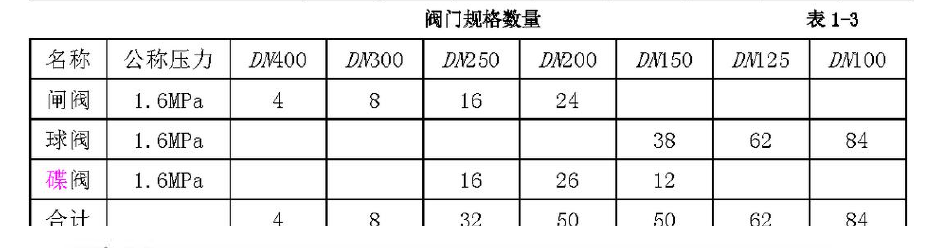 阀门规格数量 表1-3
名称 公称压力 DN400 DN300 DN250 DN200 DN150 DN125 DN100
闸阀 1.6MPa 4 8 16 24
球阀 1.6MPa 38 62 84
碟阀 1.6MPa 16 26 12
合计 4 8 32 50 50 62 84